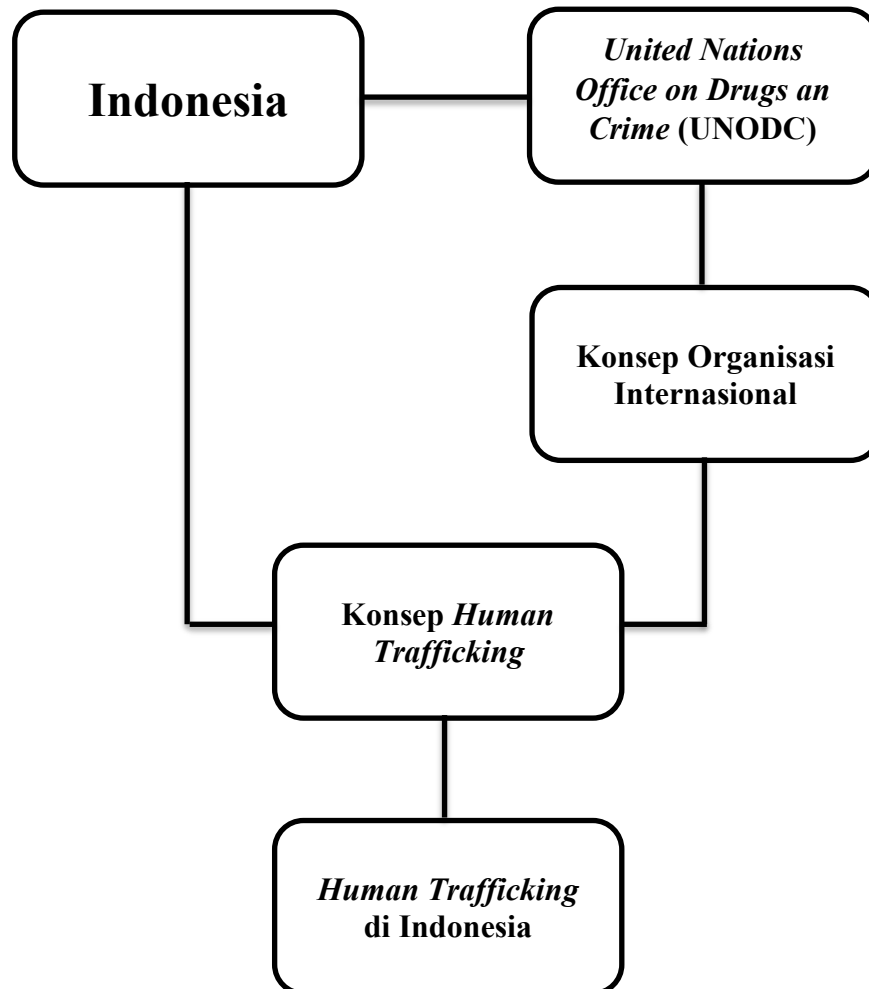 Indonesia
United Nations
Office on Drugs an
Crime (UNODC)
Konsep Organisasi
Internasional
Konsep Human
Trafficking
Human Trafficking
di Indonesia